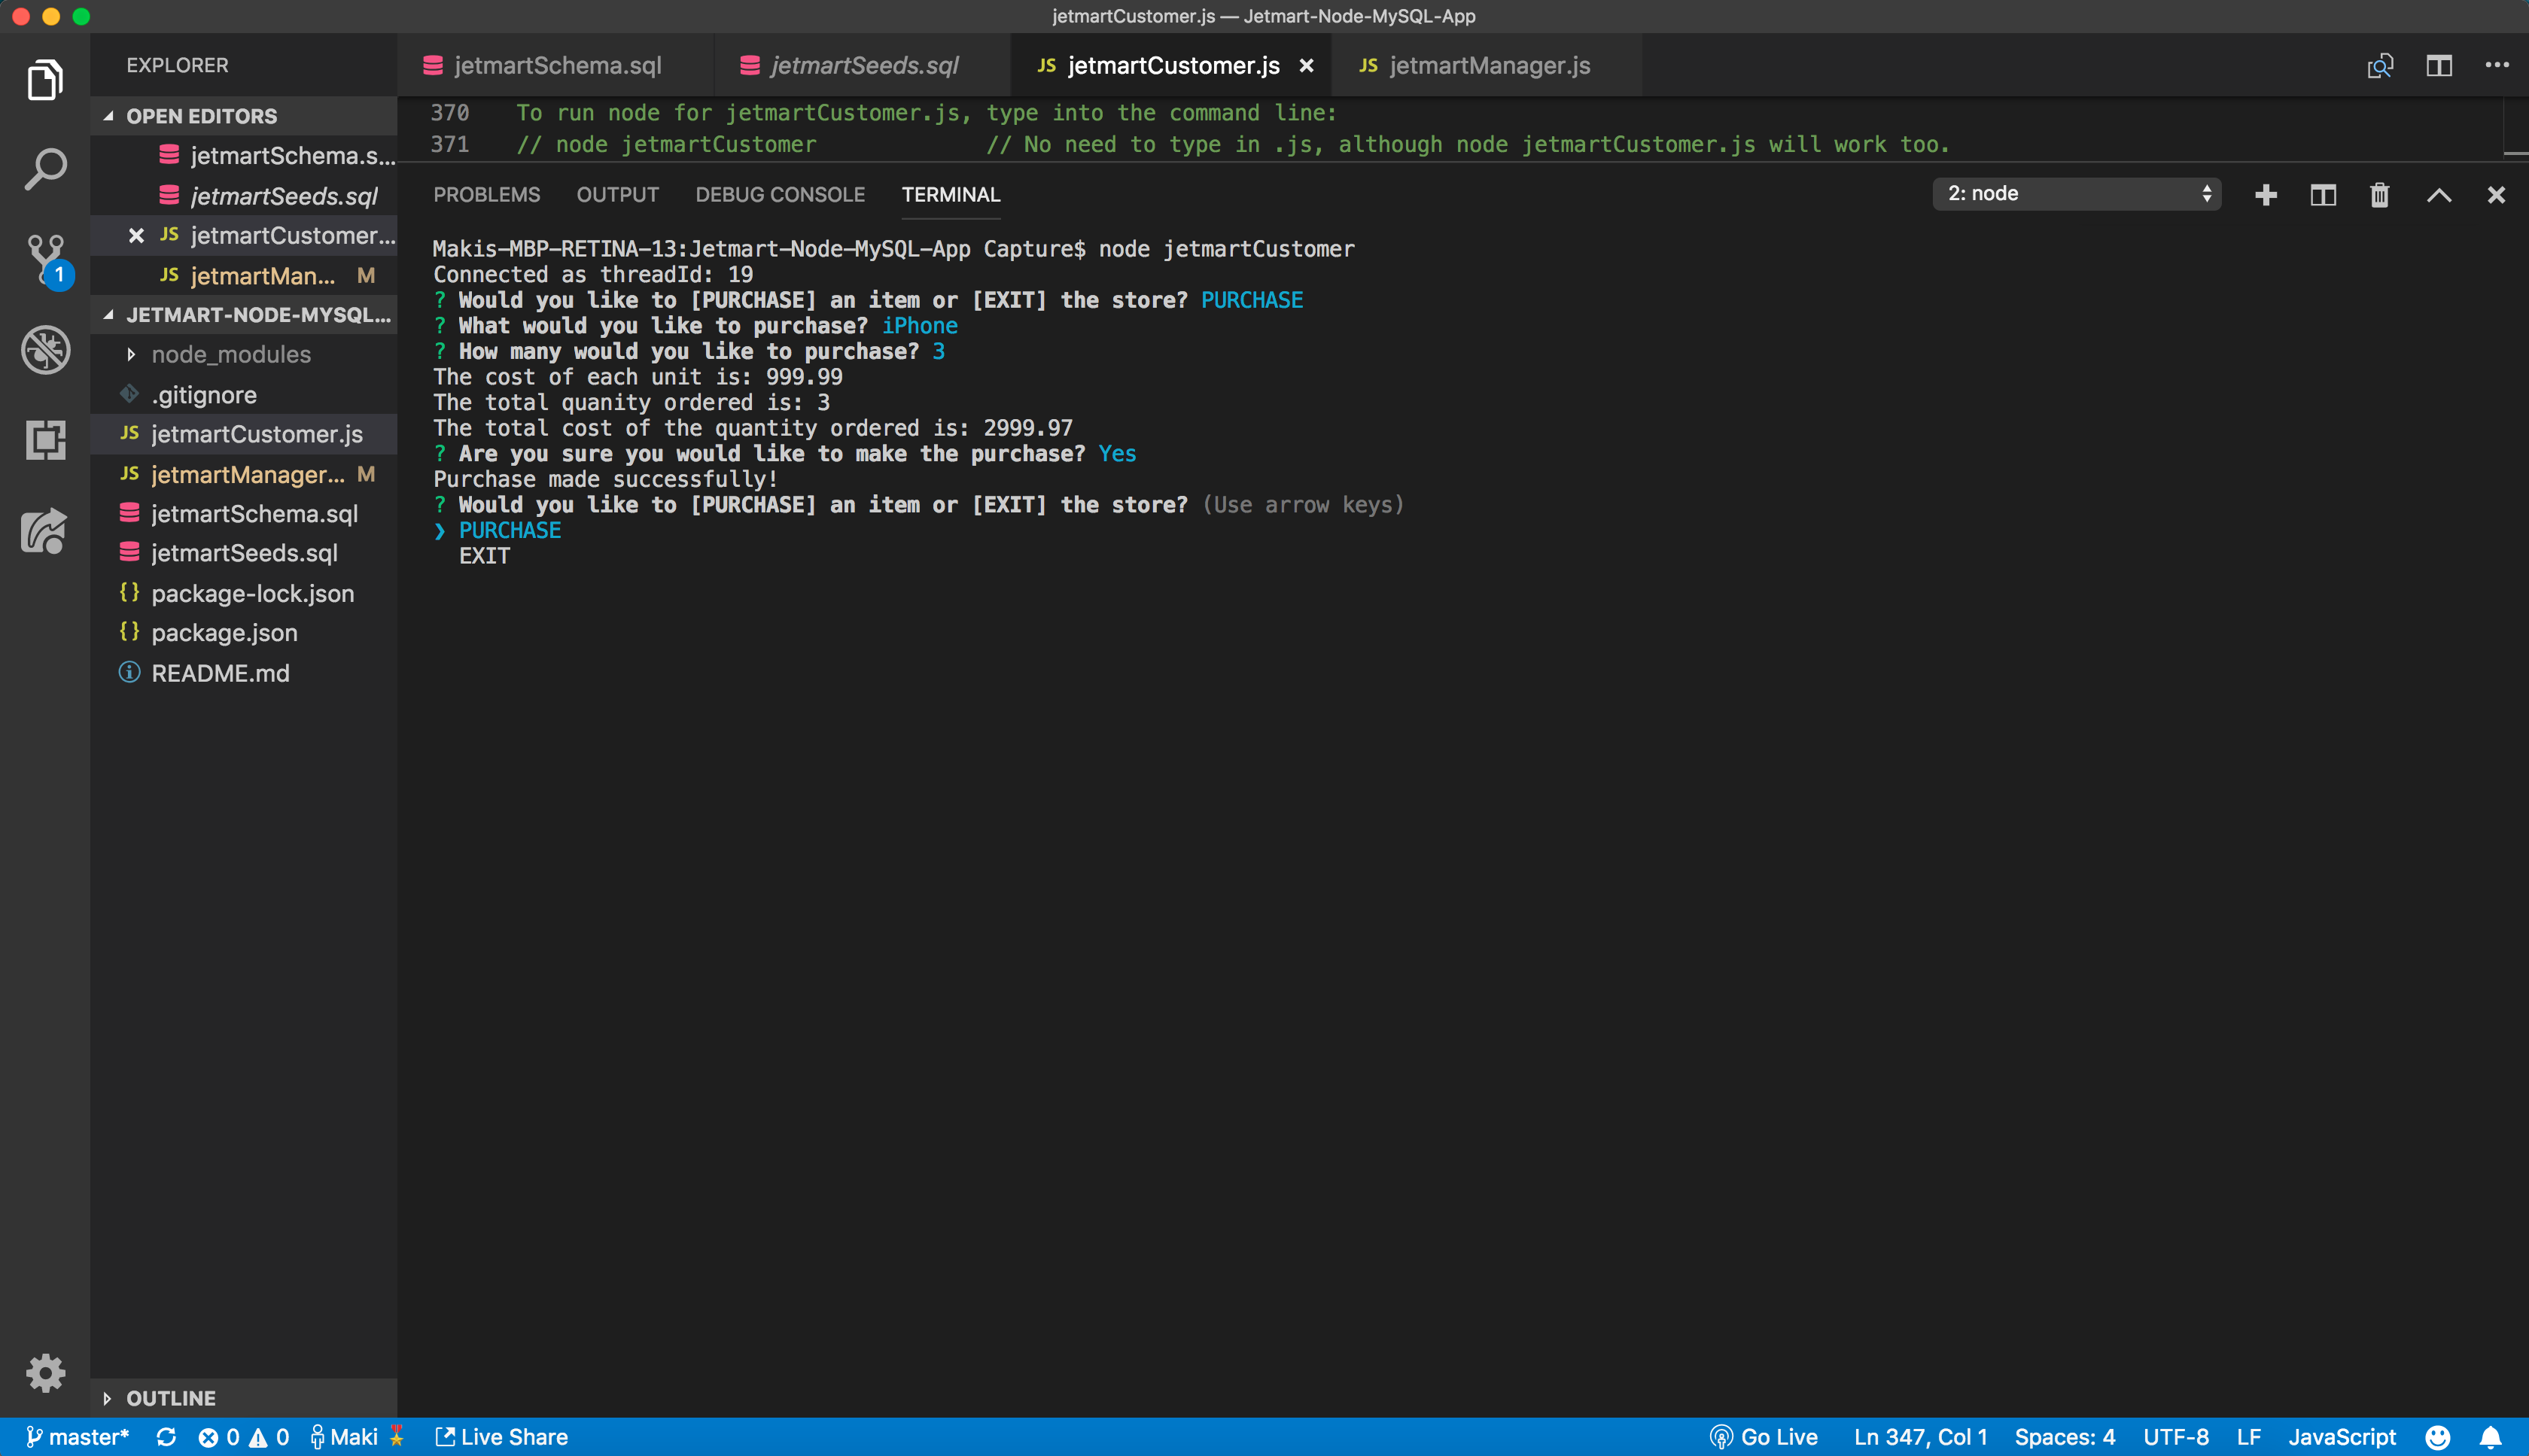 jetmartCustomer.js — Jetmart-Node-MySQL-App
EXPLORER
jetmartSchema.sql
jetmartSeeds.sql
JS jetmartCustomer.js
JS jetmartManager.js
OPEN EDITORS
jetmartSchema.s...
jetmartSeeds.sql
JS jetmartCustomer...
JS jetmartMan... M
1
JETMART-NODE-MYSQL...
node_modules
.gitignore
JS jetmartCustomer.js
JS jetmartManager... M
jetmartSchema.sql
jetmartSeeds.sql
{} package-lock.json
{} package.json
README.md
OUTLINE
370 To run node for jetmartCustomer.js, type into the command line:
371 // node jetmartCustomer // No need to type in .js, although node jetmartCustomer.js will work too.
PROBLEMS OUTPUT DEBUG CONSOLE TERMINAL
2: node
Makis-MBP-RETINA-13:Jetmart-Node-MySQL-App Capture$ node jetmartCustomer
Connected as threadId: 19
? Would you like to [PURCHASE] an item or [EXIT] the store? PURCHASE
? What would you like to purchase? iPhone
? How many would you like to purchase? 3
The cost of each unit is: 999.99
The total quanity ordered is: 3
The total cost of the quantity ordered is: 2999.97
? Are you sure you would like to make the purchase? Yes
Purchase made successfully!
? Would you like to [PURCHASE] an item or [EXIT] the store? (Use arrow keys)
❯ PURCHASE
EXIT
master* 0 0 Maki Live Share
Go Live Ln 347, Col 1 Spaces: 4 UTF-8 LF JavaScript